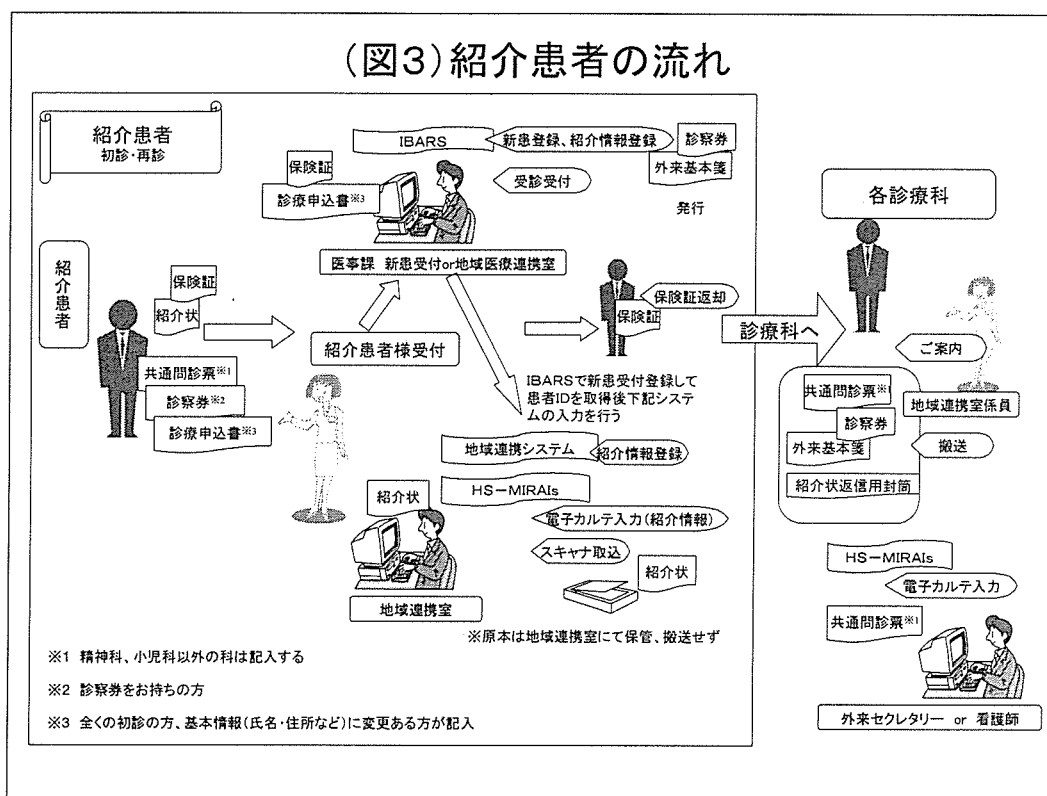 (図3)紹介患者の流れ
紹介患者
初診・再診
IBARS
新患登録、紹介情報登録
診察券
外来基本箋
発行
保険証
診療申込書※3
受診受付
医事課 新患受付or地域医療連携室
紹介患者
保険証
紹介状
共通問診票※1
診察券※2
診療申込書※3
紹介患者様受付
保険証返却
保険証
診療科へ
各診療科
ご案内
地域連携室係員
共通問診票※1
診察券
外来基本箋
搬送
紹介状返信用封筒
IBARSで新患受付登録して
患者IDを取得後下記システ
ムの入力を行う
地域連携システム
紹介情報登録
HS-MIRAIs
紹介状
電子カルテ入力(紹介情報)
スキャナ取込
紹介状
地域連携室
※原本は地域連携室にて保管、搬送せず
HS-MIRAIs
電子カルテ入力
共通問診票※1
外来セクレタリー or 看護師
※1 精神科、小児科以外の科は記入する
※2 診察券をお持ちの方
※3 全くの初診の方、基本情報(氏名・住所など)に変更ある方が記入